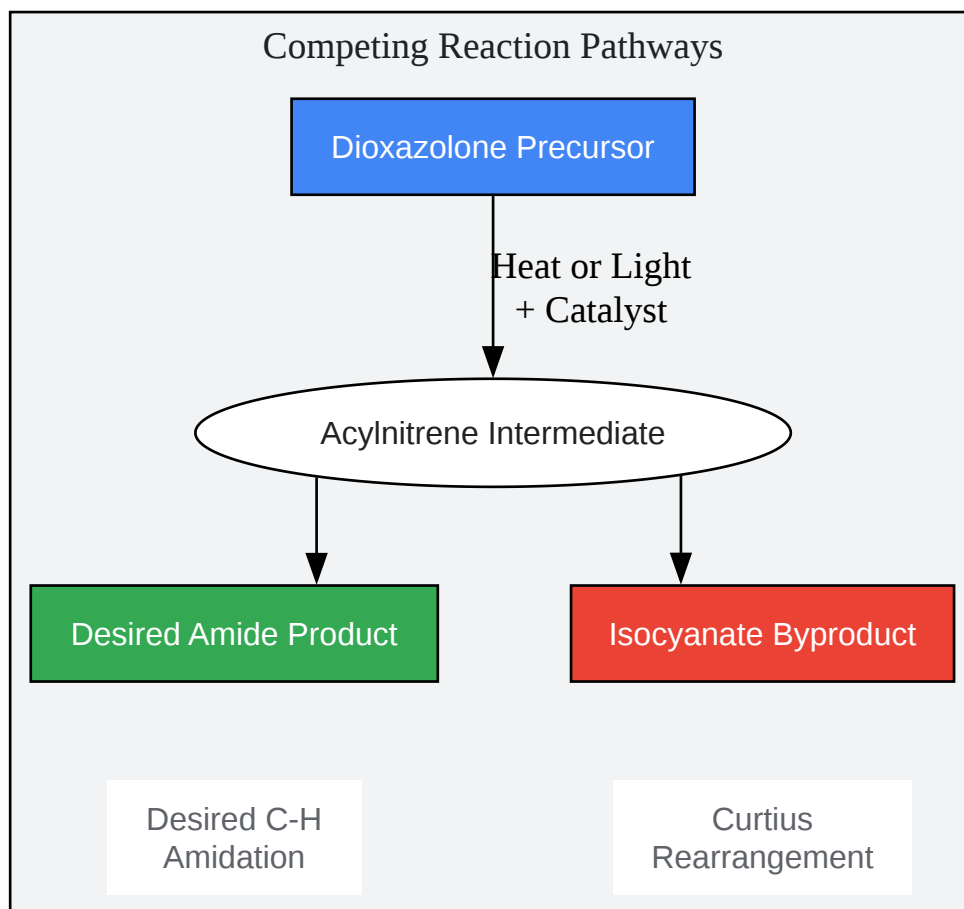 Competing Reaction Pathways
Dioxazolone Precursor
Heat or Light
+ Catalyst
Acylnitrene Intermediate
Desired Amide Product
Isocyanate Byproduct
Desired C-H
Amidation
Curtius
Rearrangement